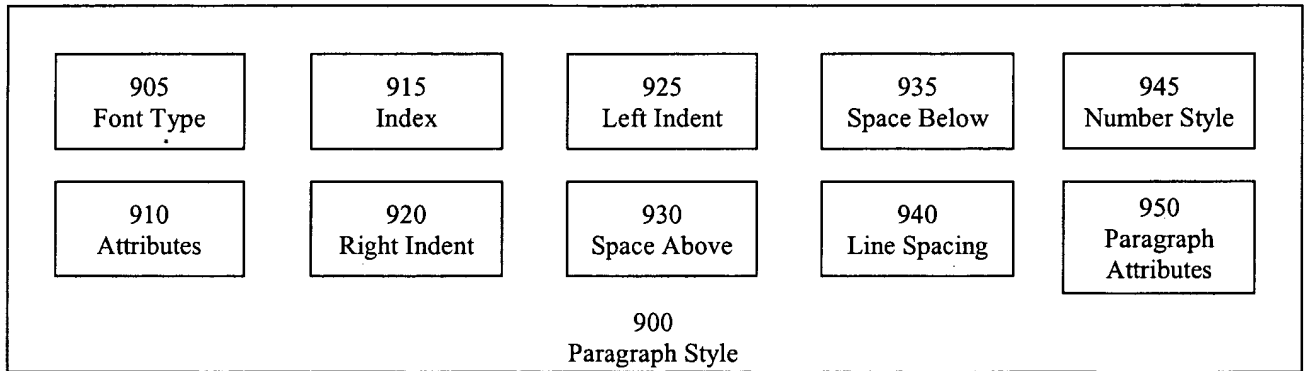 905
Font Type
915
Index
925
Left Indent
935
Space Below
945
Number Style
910
Attributes
920
Right Indent
930
Space Above
940
Line Spacing
950
Paragraph
Attributes
900
Paragraph Style